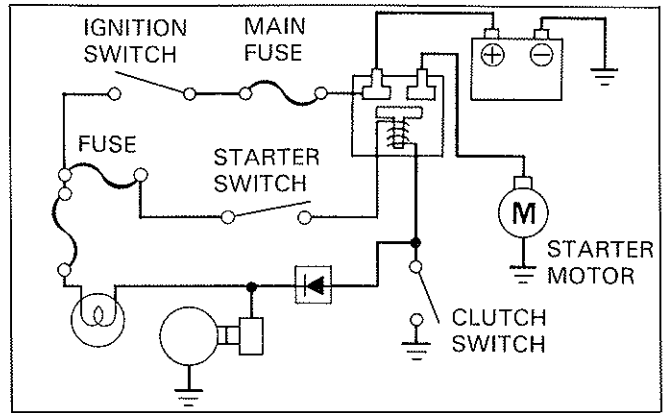 IGNITION
SWITCH
MAIN
FUSE
FUSE
STARTER
SWITCH
M
STARTER
MOTOR
CLUTCH
SWITCH